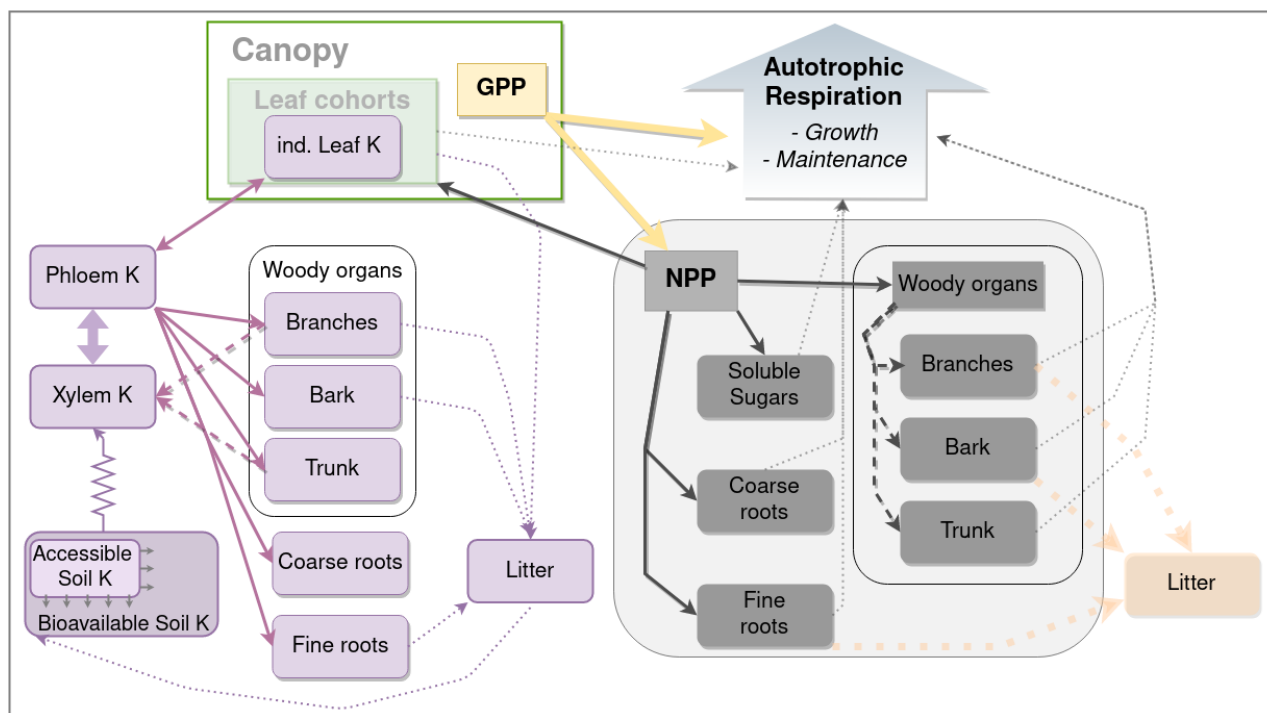 Canopy
Leaf cohorts
ind. Leaf K
GPP
Autotrophic
Respiration
- Growth
- Maintenance
Phloem K
Xylem K
Woody organs
Branches
Bark
Trunk
Coarse roots
Fine roots
Accessible
Soil K
Bioavailable Soil K
Litter
NPP
Soluble
Sugars
Coarse
roots
Fine
roots
Woody organs
Branches
Bark
Trunk
Litter